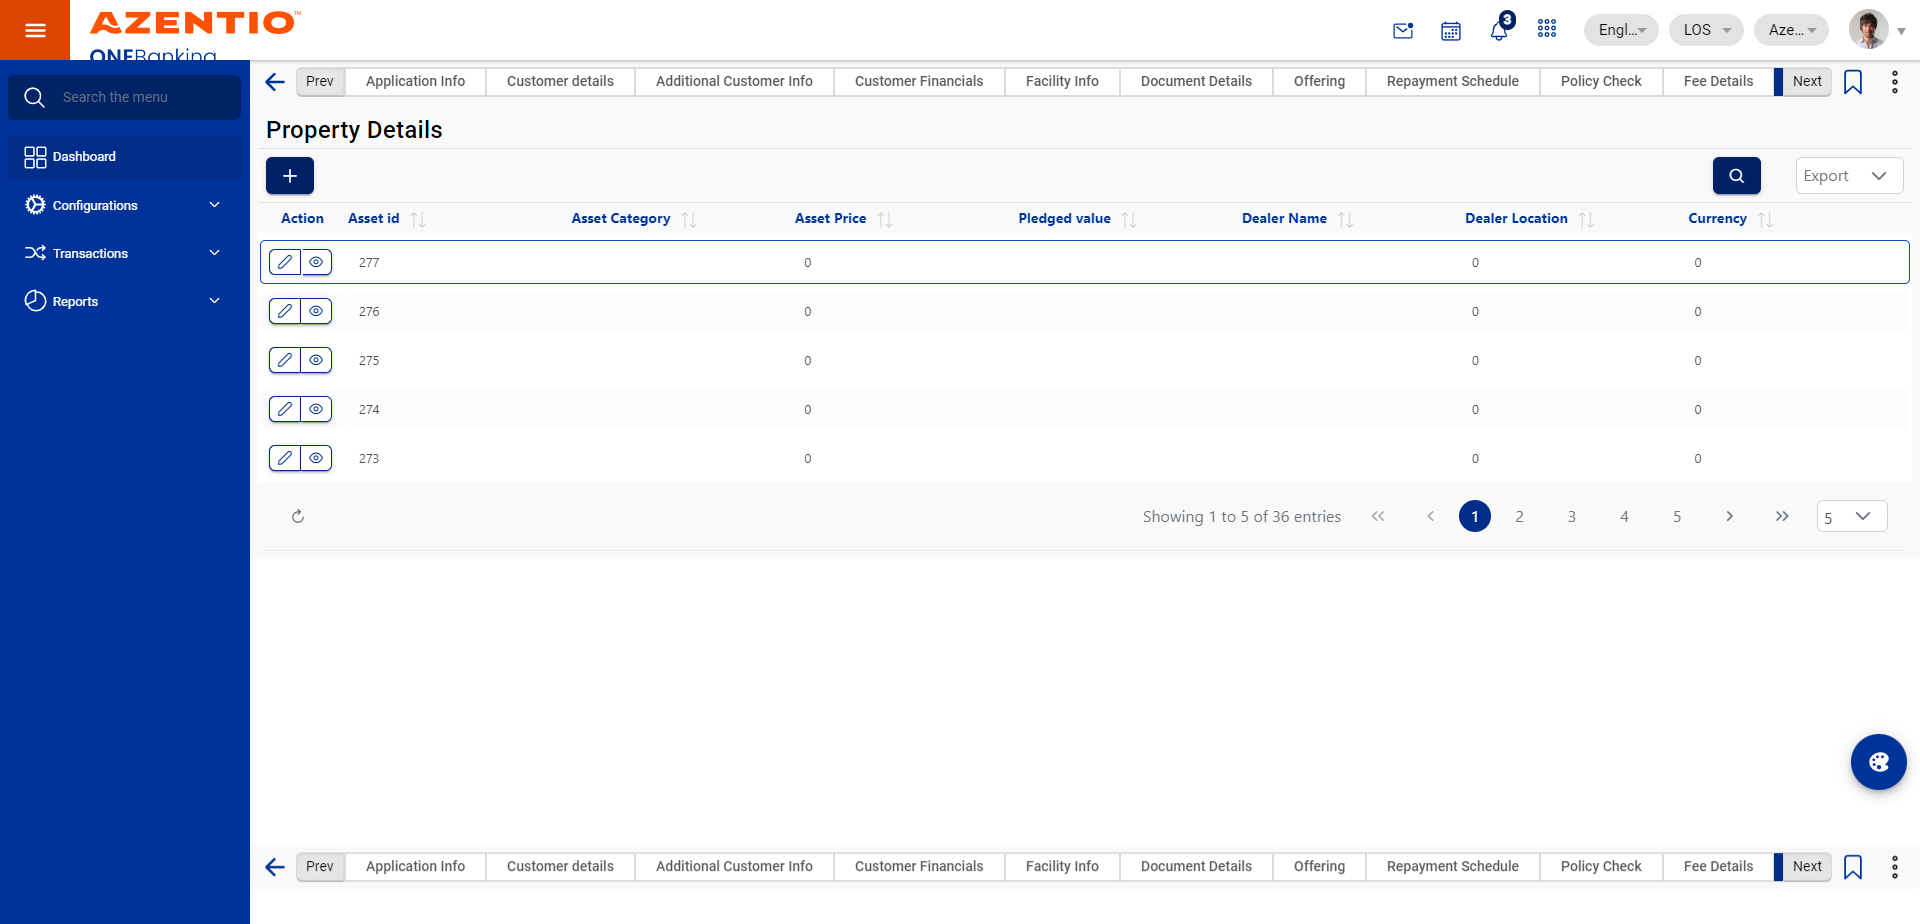 AZENTIO™
ONEBanking
3
Engl...
LOS
Aze...
Search the menu
Dashboard
Configurations
Transactions
Reports
Prev Application Info Customer details Additional Customer Info Customer Financials Facility Info Document Details Offering Repayment Schedule Policy Check Fee Details Next
Property Details
Export
Action Asset id Asset Category Asset Price Pledged value Dealer Name Dealer Location Currency
277 0 0 0
276 0 0 0
275 0 0 0
274 0 0 0
273 0 0 0
Showing 1 to 5 of 36 entries 1 2 3 4 5 5
Prev Application Info Customer details Additional Customer Info Customer Financials Facility Info Document Details Offering Repayment Schedule Policy Check Fee Details Next